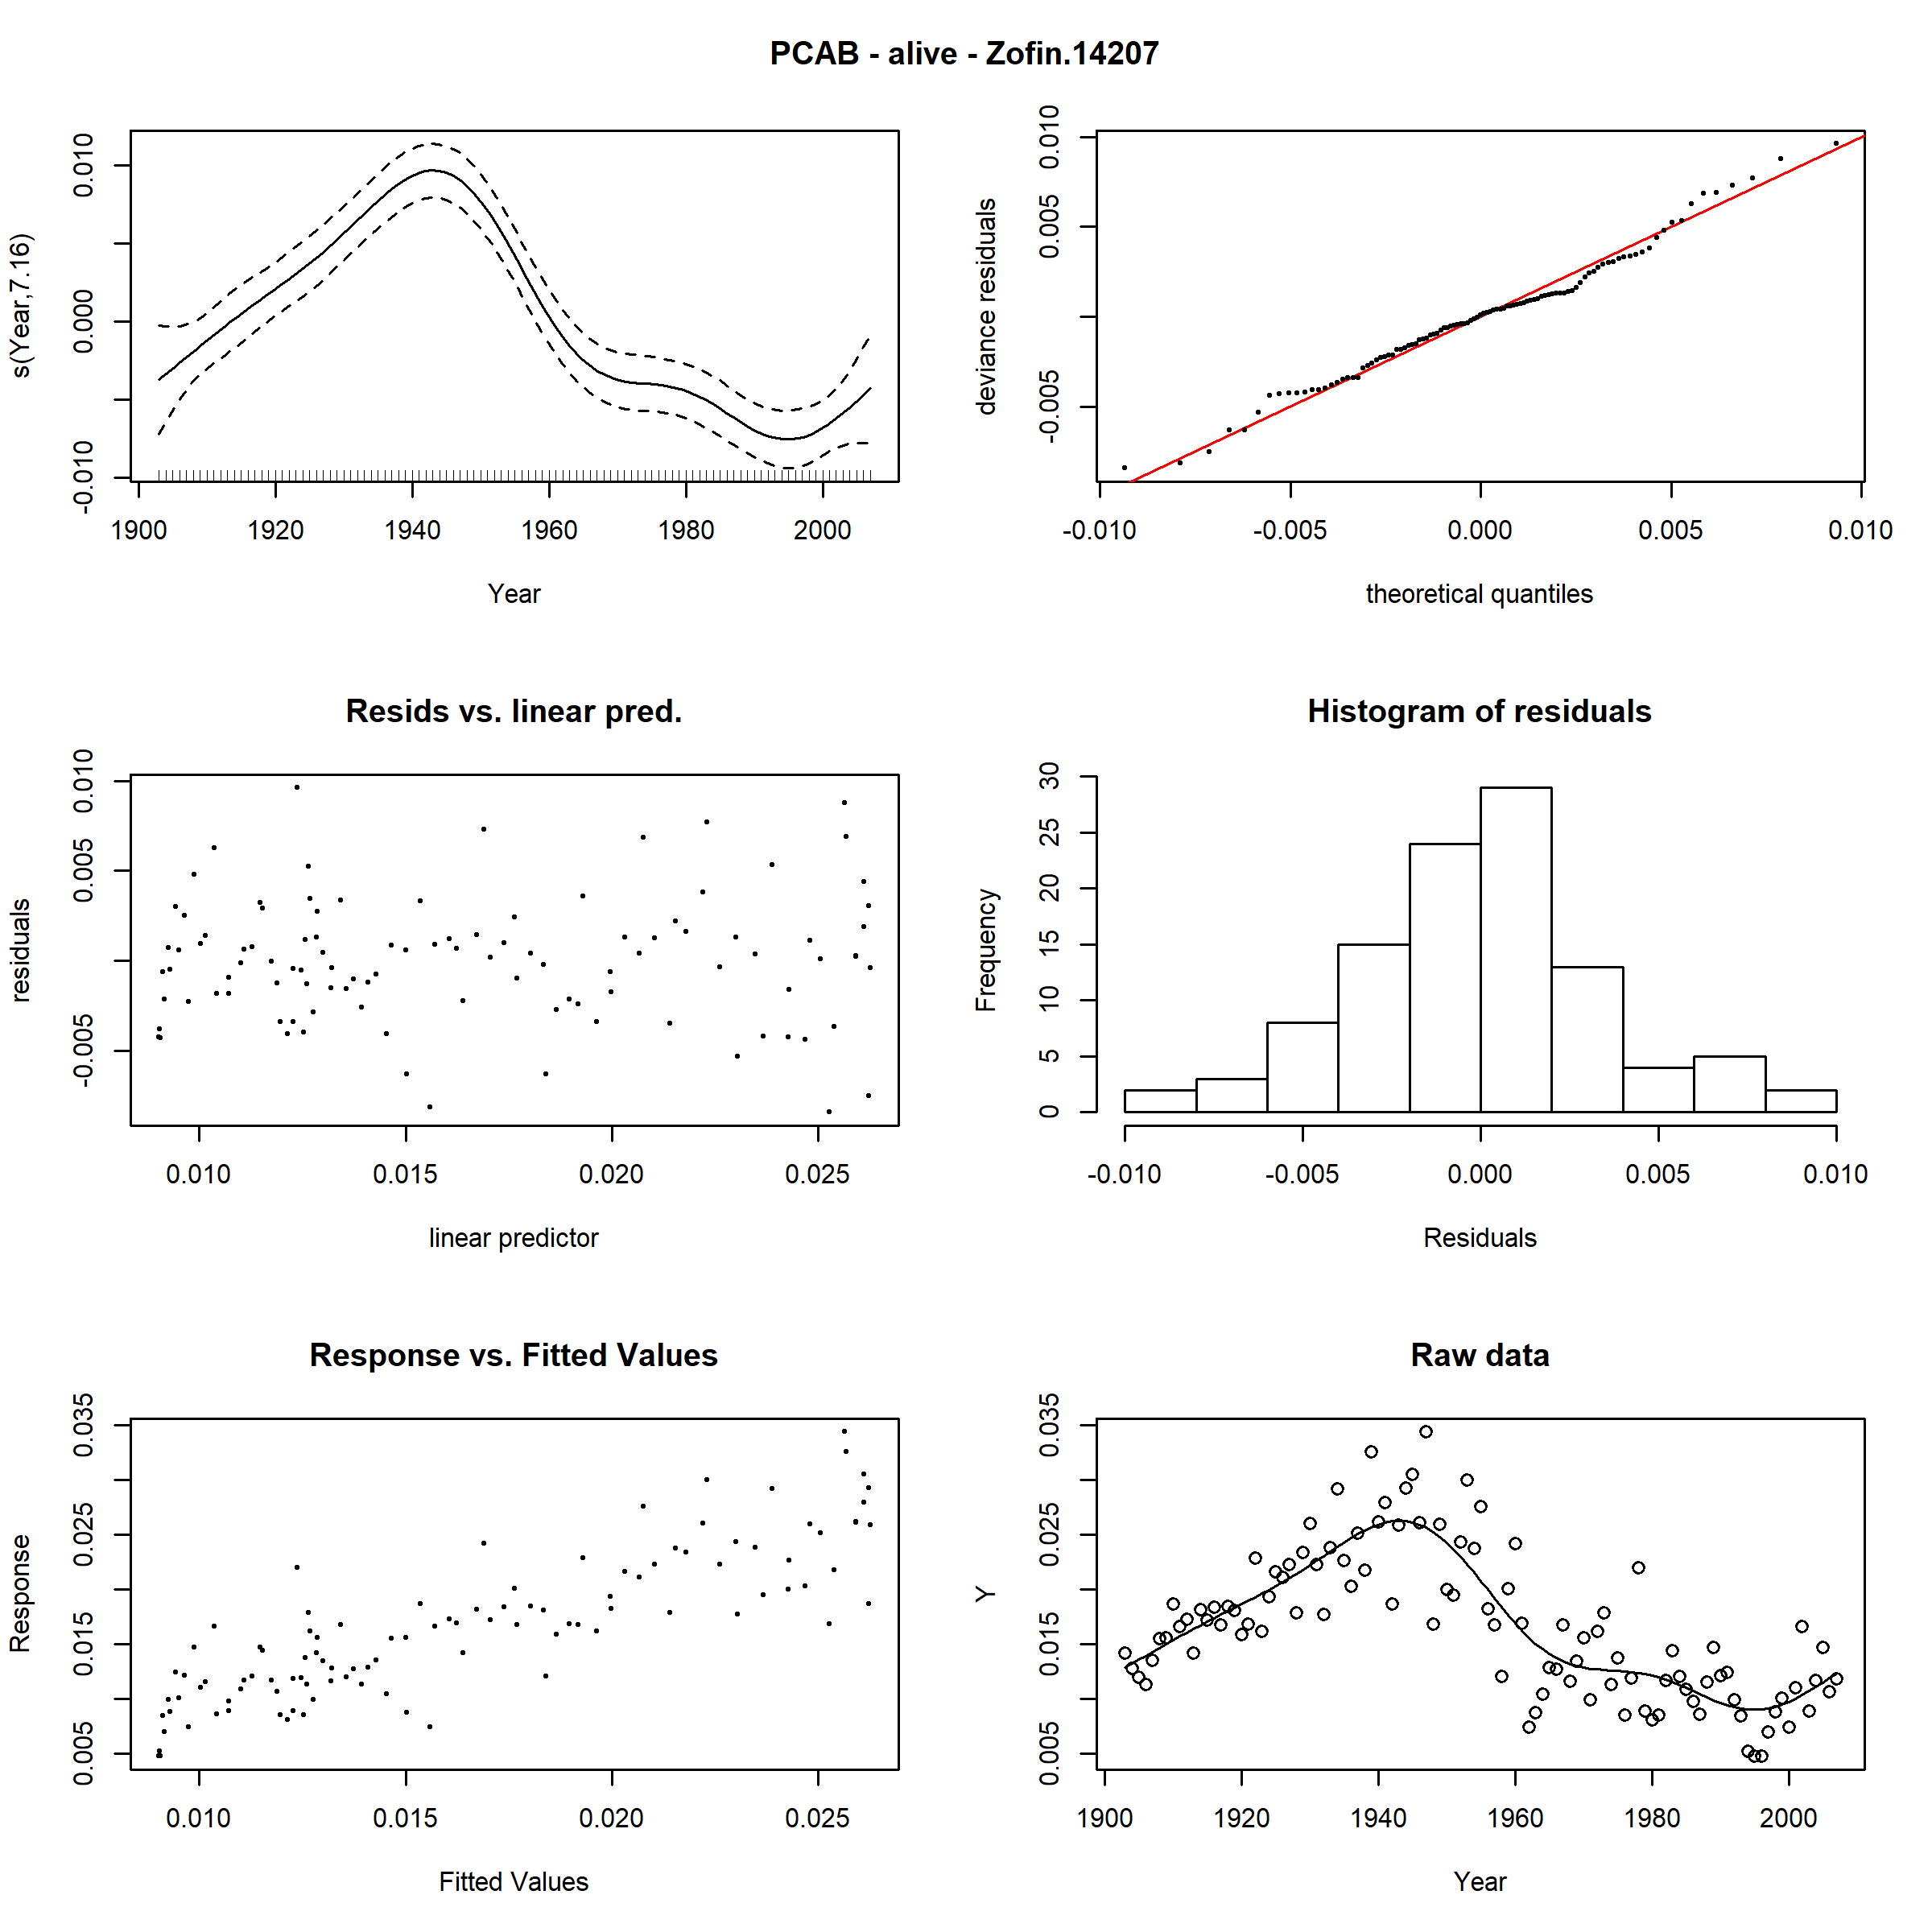 PCAB - alive - Zofin.14207
s(Year,7.16)
0.010
0.000
-0.010
1900 1920 1940 1960 1980 2000
Year
deviance residuals
0.010
0.005
-0.005
-0.010 -0.005 0.000 0.005 0.010
theoretical quantiles
Resids vs. linear pred.
residuals
0.010
0.005
-0.005
0.010 0.015 0.020 0.025
linear predictor
Histogram of residuals
Frequency
30
25
20
15
10
5
0
-0.010 -0.005 0.000 0.005 0.010
Residuals
Response vs. Fitted Values
Response
0.035
0.025
0.015
0.005
0.010 0.015 0.020 0.025
Fitted Values
Raw data
Y
0.035
0.025
0.015
0.005
1900 1920 1940 1960 1980 2000
Year